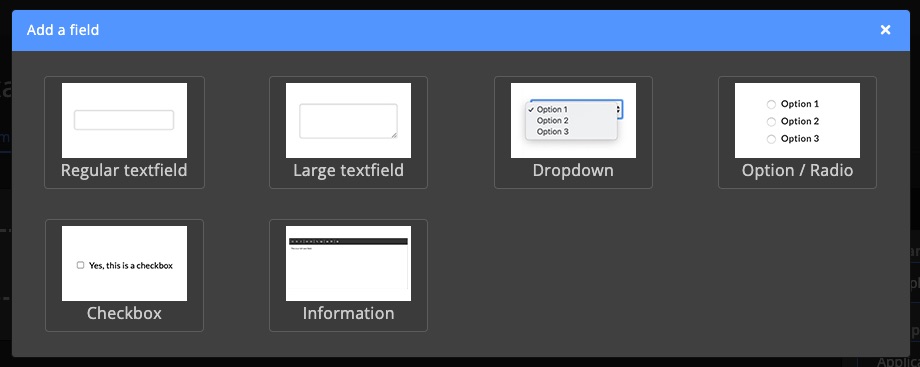 Add a field
Option 1
Option 2
Option 3
Regular textfield
Large textfield
Dropdown
Option 1
Option 2
Option 3
Option / Radio
Yes, this is a checkbox
Checkbox
Information